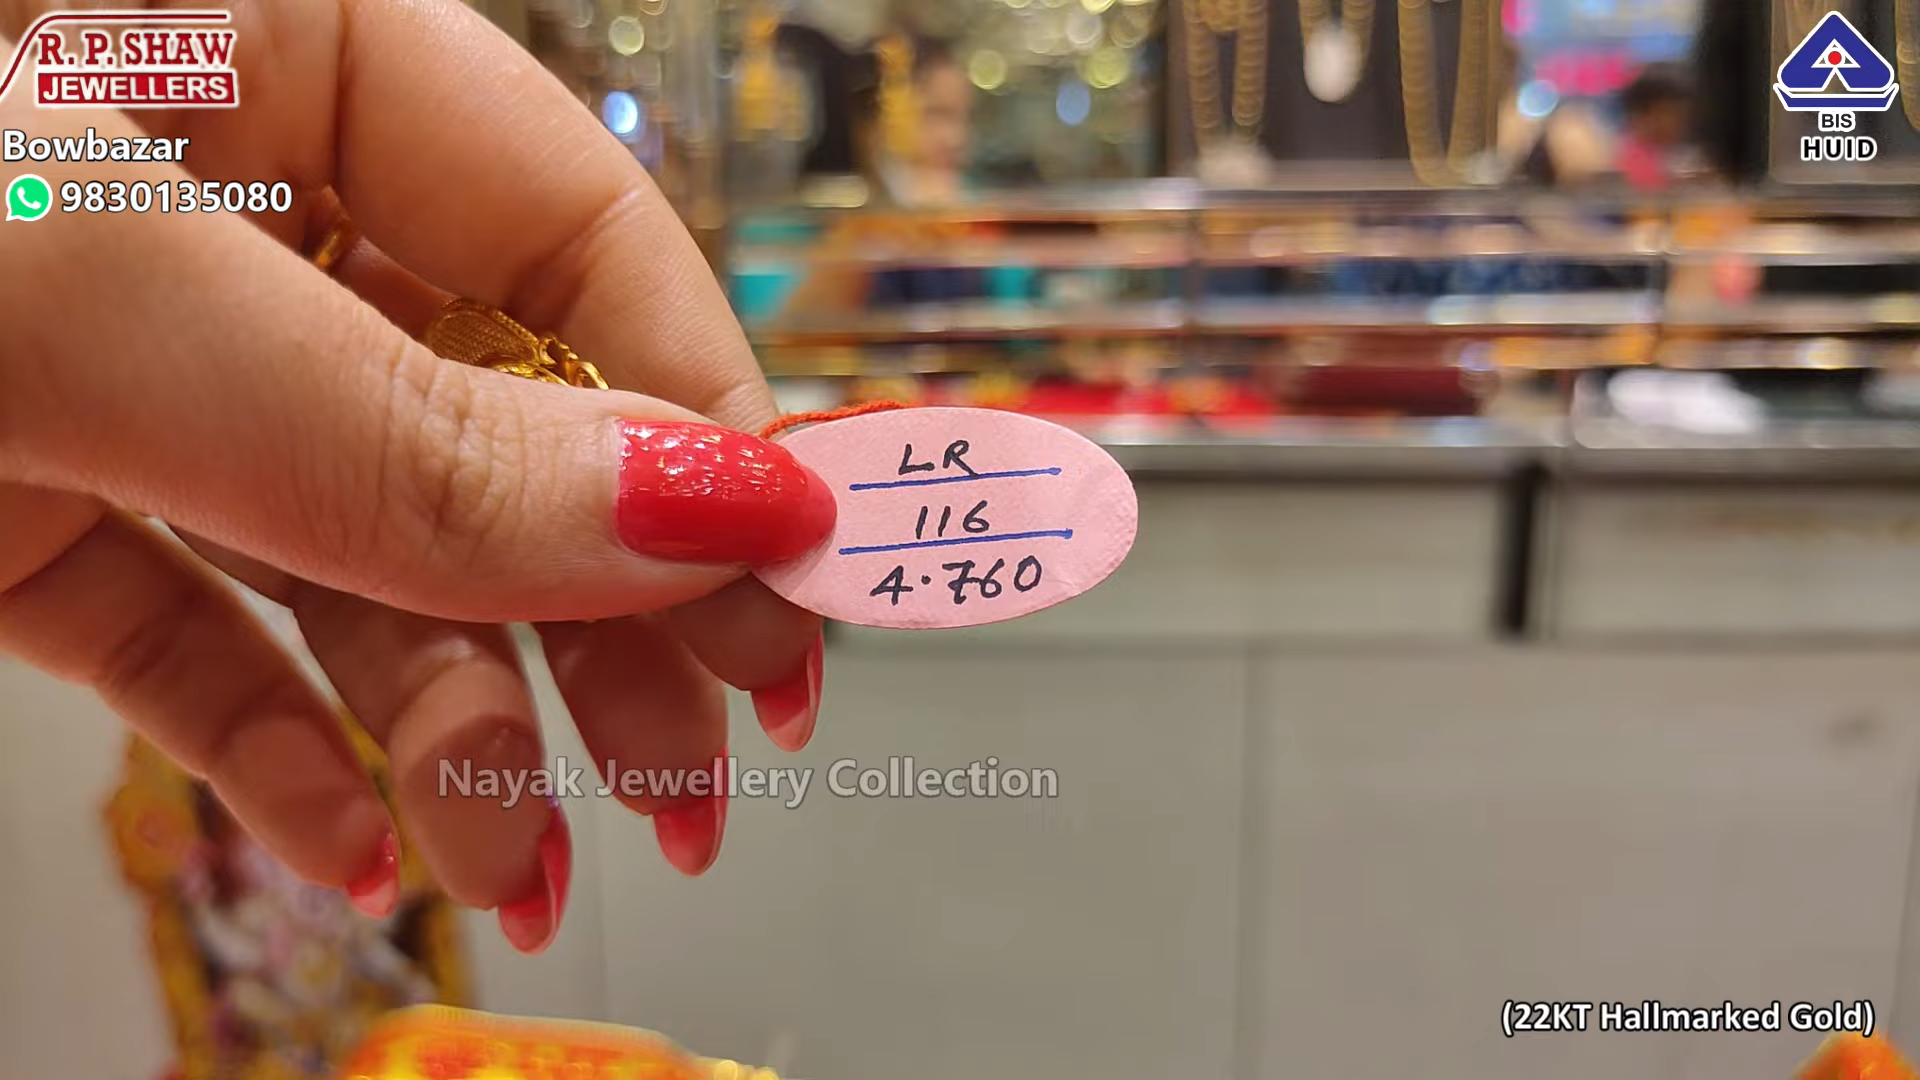 R. P. SHAW
JEWELLERS
Bowbazar
9830135080
BIS
HUID
LR
116
4.760
Nayak Jewellery Collection
(22KT Hallmarked Gold)